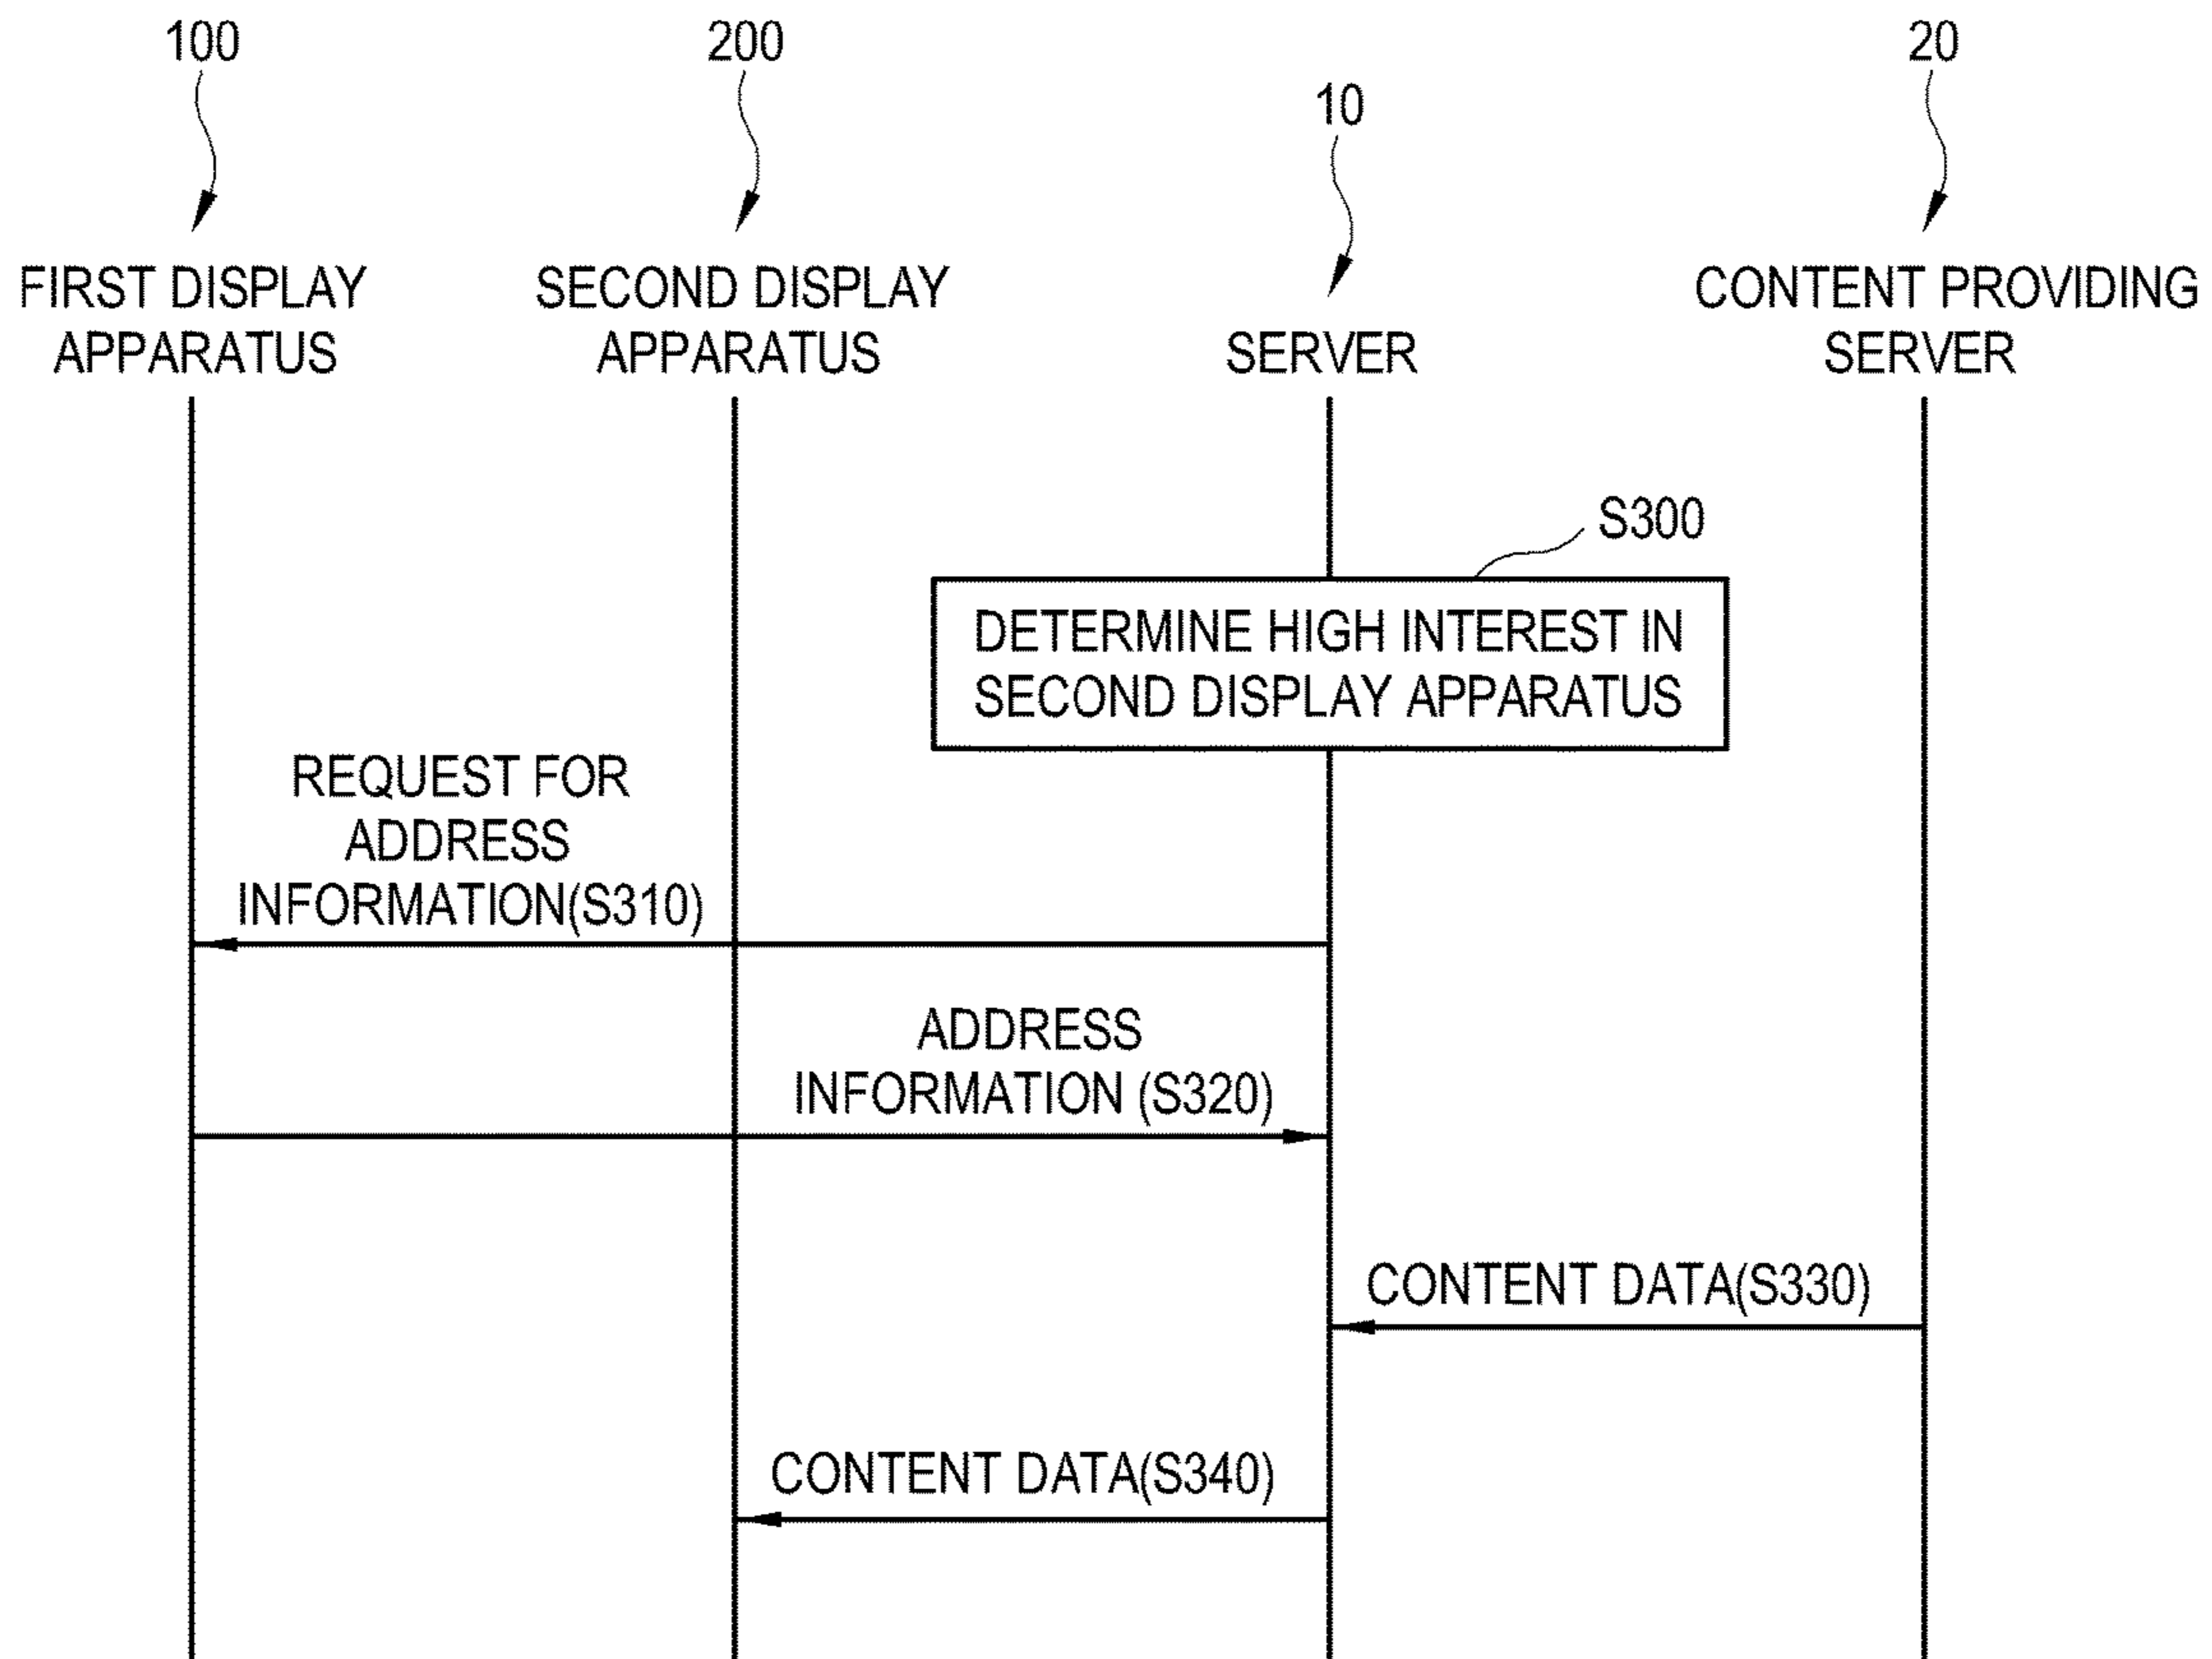 100
200
10
20
FIRST DISPLAY
APPARATUS
SECOND DISPLAY
APPARATUS
SERVER
CONTENT PROVIDING
SERVER
S300
DETERMINE HIGH INTEREST IN
SECOND DISPLAY APPARATUS
REQUEST FOR
ADDRESS
INFORMATION(S310)
ADDRESS
INFORMATION (S320)
CONTENT DATA(S330)
CONTENT DATA(S340)